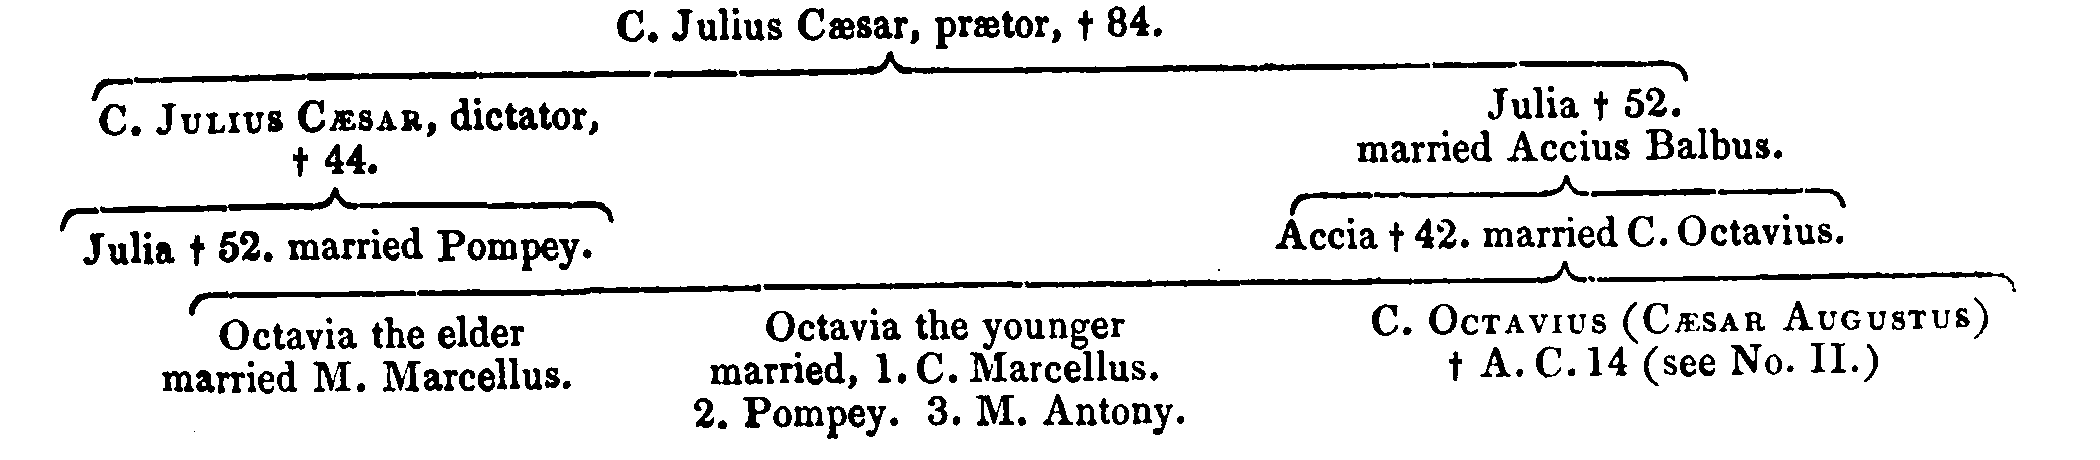 C. Julius Cæsar, prætor, † 84.
C. JULIUS CÆSAR, dictator,
† 44.
Julia † 52.
married Accius Balbus.
Julia † 52. married Pompey.
Accia † 42. married C. Octavius.
Octavia the elder
married M. Marcellus.
Octavia the younger
married, 1. C. Marcellus.
2. Pompey. 3. M. Antony.
C. OCTAVIUS (CÆSAR AUGUSTUS)
† A. C. 14 (see No. II.)